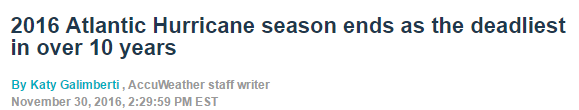 2016 Atlantic Hurricane season ends as the deadliest
in over 10 years
By Katy Galimberti , AccuWeather staff writer
November 30, 2016, 2:29:59 PM EST